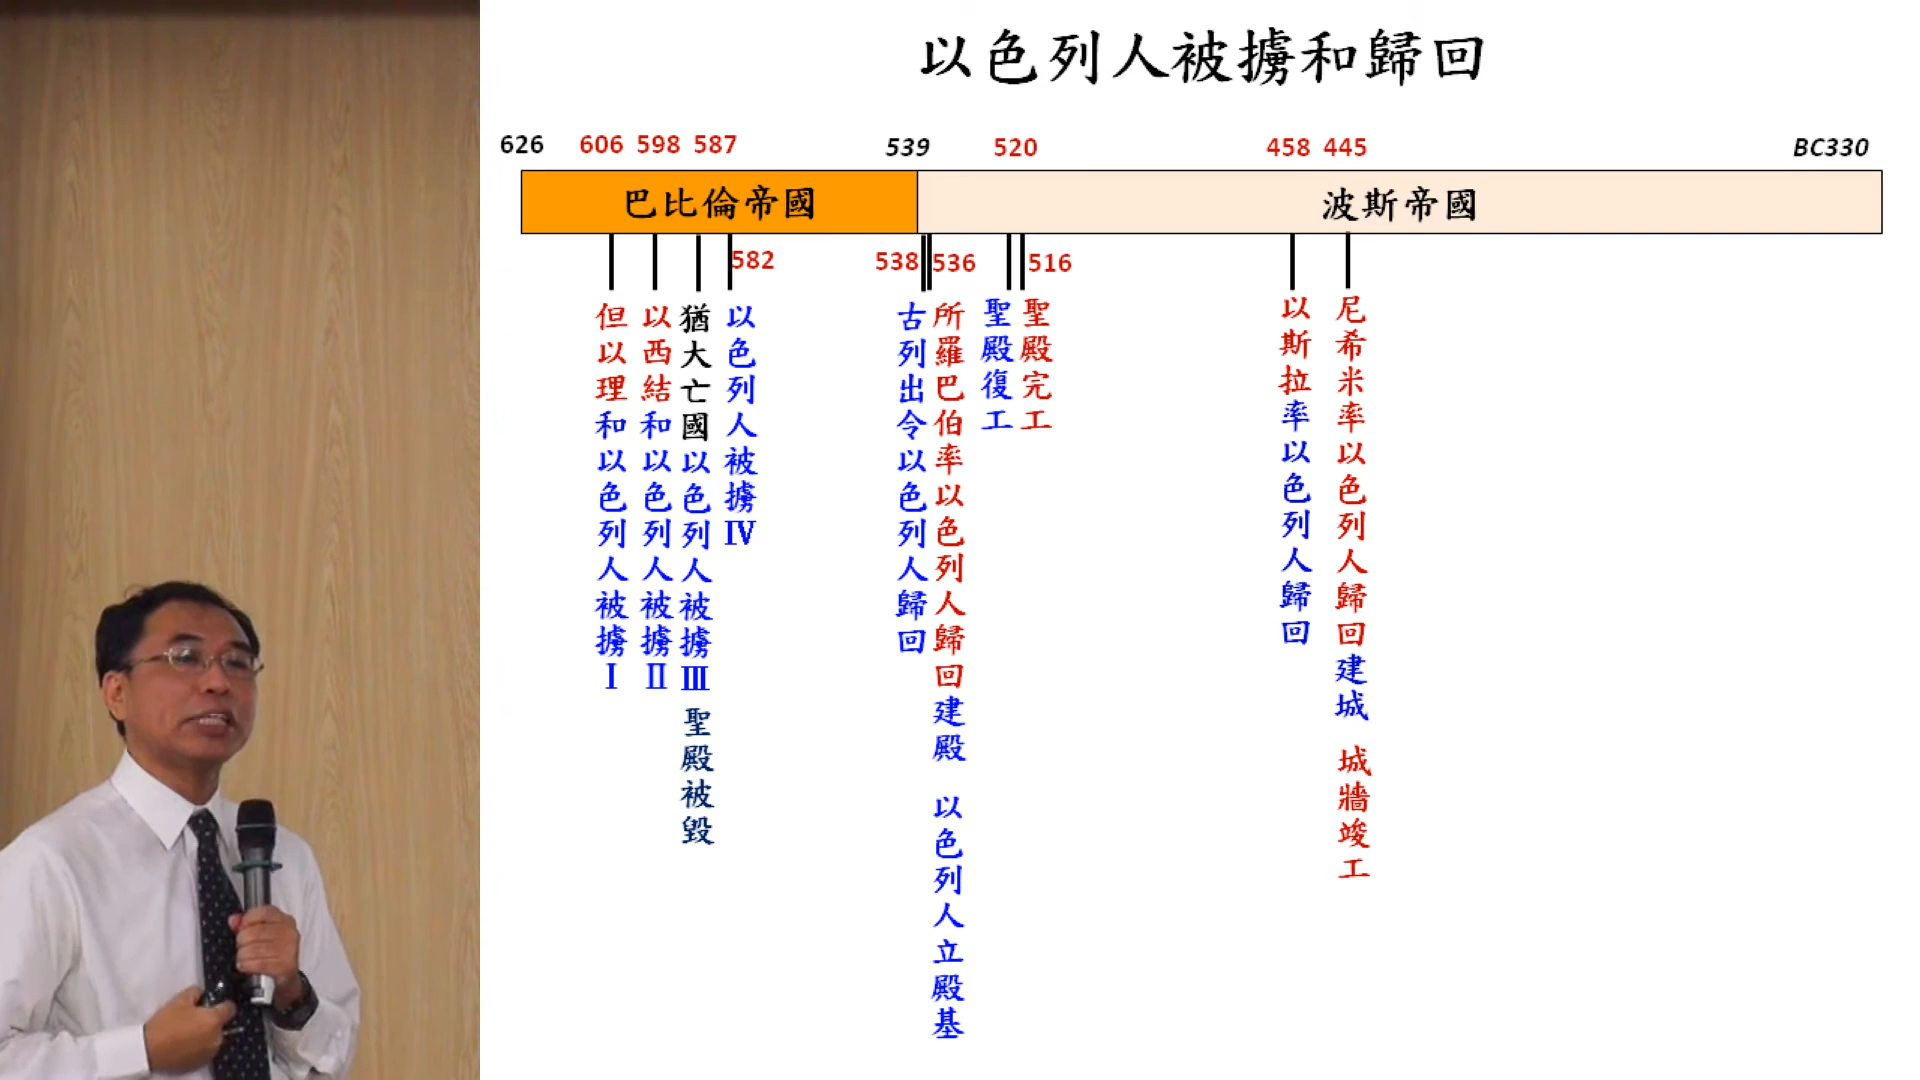 以色列人被擄和歸回
626 606 598 587 539 520 458 445 BC330
巴比倫帝國 波斯帝國
582 538 536 516
但以理和以色列人被擄Ⅰ
以西結和以色列人被擄Ⅱ
猶大亡國以色列人被擄Ⅲ
聖殿被毀
以色列人被擄Ⅳ
古列出令以色列人歸回
所羅巴伯率以色列人歸回建殿
以色列人立殿基
聖殿復工
聖殿完工
以斯拉率以色列人歸回
尼希米率以色列人歸回建城
城牆竣工